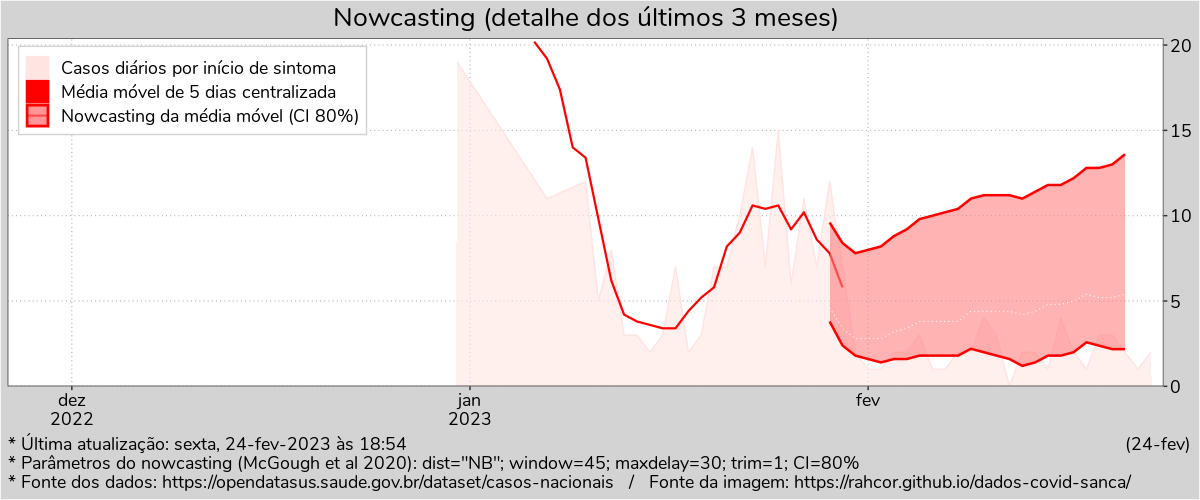 Nowcasting (detalhe dos últimos 3 meses)
Casos diários por início de sintoma
Média móvel de 5 dias centralizada
Nowcasting da média móvel (CI 80%)
20
15
10
5
0
dez
2022
jan
2023
fev
* Última atualização: sexta, 24-fev-2023 às 18:54
(24-fev)
* Parâmetros do nowcasting (McGough et al 2020): dist="NB"; window=45; maxdelay=30; trim=1; CI=80%
* Fonte dos dados: https://opendatasus.saude.gov.br/dataset/casos-nacionais / Fonte da imagem: https://rahcor.github.io/dados-covid-sanca/